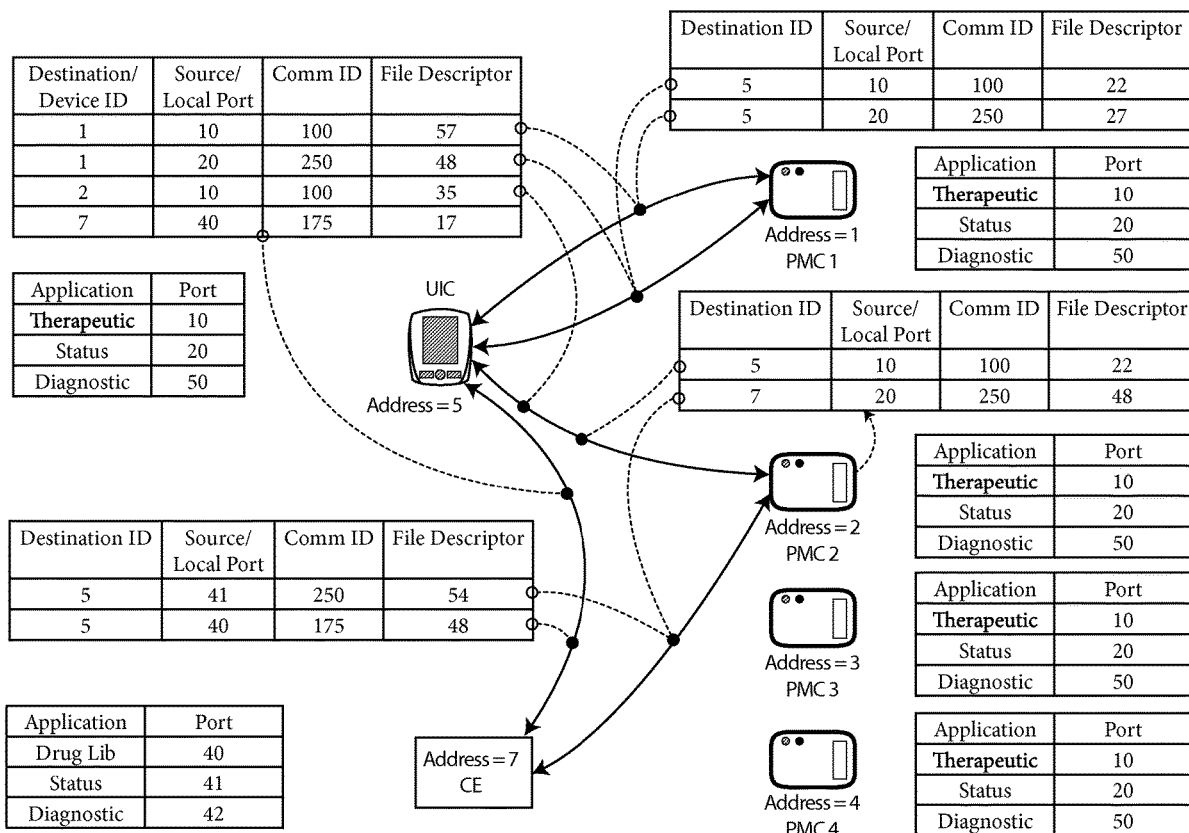 Destination ID Source/ Comm ID File Descriptor
Local Port
5 10 100 22
5 20 250 27
Destination/ Source/ Comm ID File Descriptor
Device ID Local Port
1 10 100 57
1 20 250 48
2 10 100 35
7 40 175 17
Application Port
Therapeutic 10
Status 20
Diagnostic 50
Address = 1
PMC 1
Application Port
Therapeutic 10
Status 20
Diagnostic 50
UIC
Address = 5
Destination ID Source/ Comm ID File Descriptor
Local Port
5 10 100 22
7 20 250 48
Application Port
Therapeutic 10
Status 20
Diagnostic 50
Address = 2
PMC 2
Destination ID Source/ Comm ID File Descriptor
Local Port
5 41 250 54
5 40 175 48
Application Port
Therapeutic 10
Status 20
Diagnostic 50
Address = 3
PMC 3
Application Port
Drug Lib 40
Status 41
Diagnostic 42
Address = 7
CE
Application Port
Therapeutic 10
Status 20
Diagnostic 50
Address = 4
PMC 4